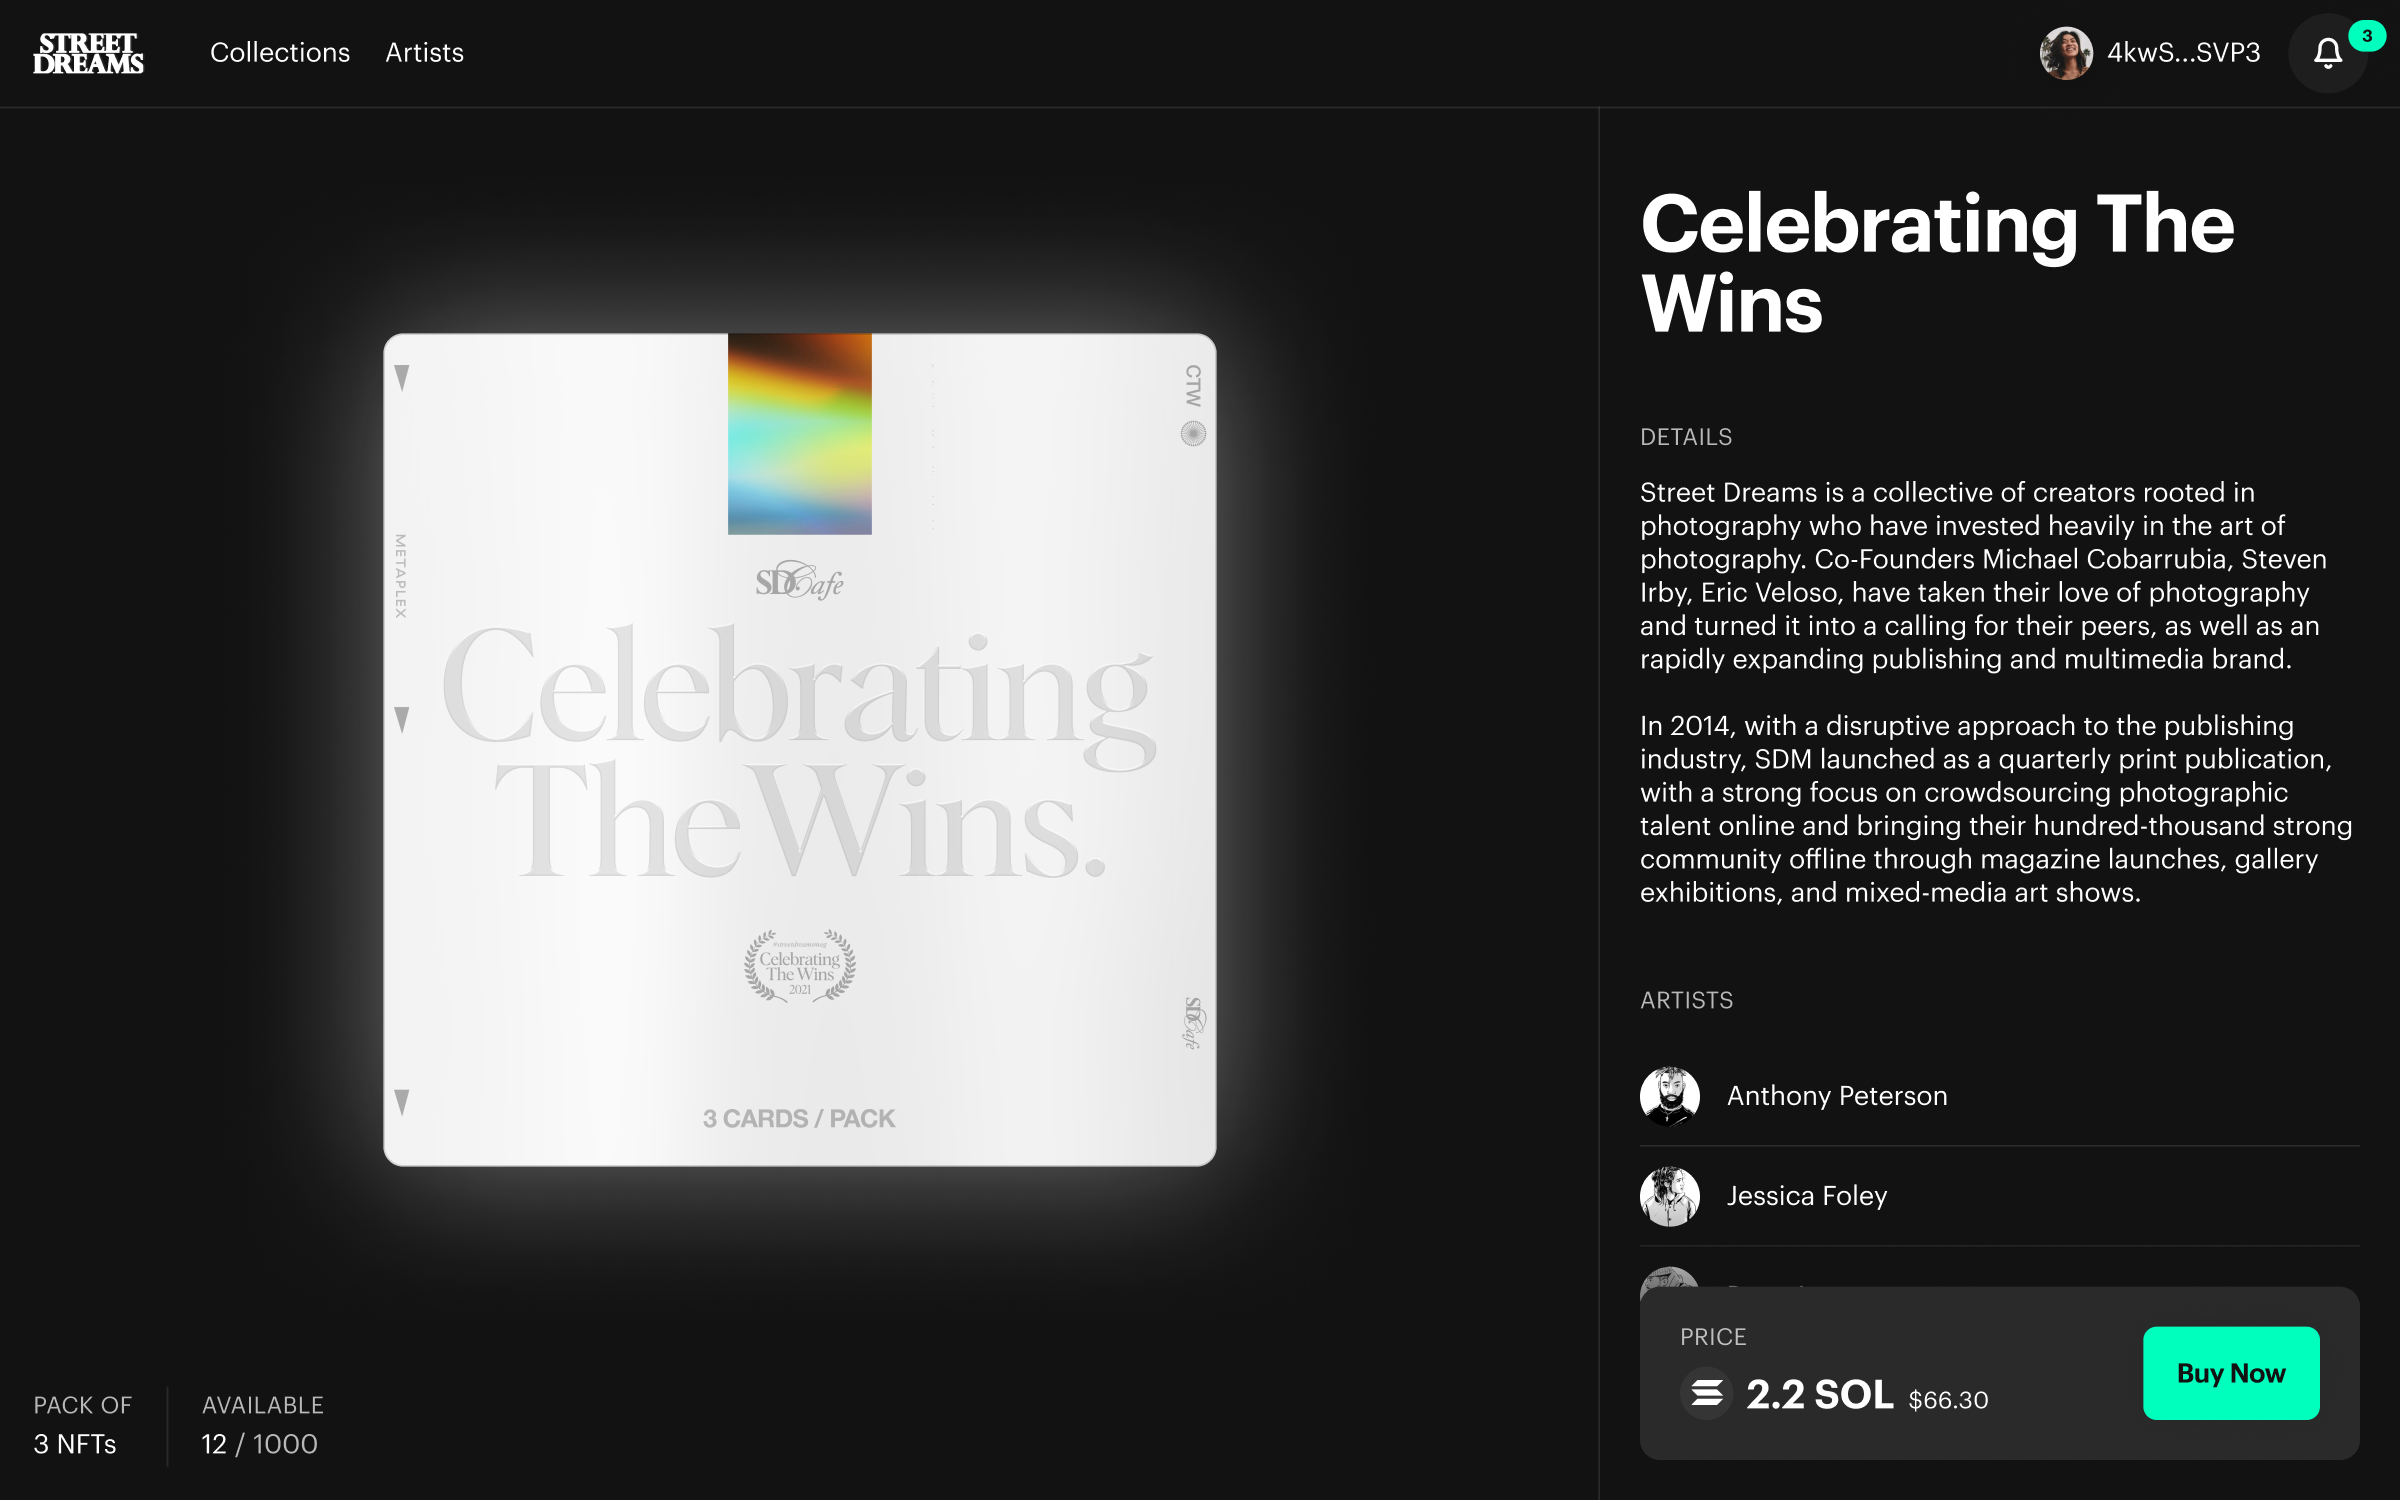 STREET
DREAMS
Collections
Artists
4kwS...SVP3
3
CTW
METAPLEX
SDCafe
Celebrating
The Wins.
#streetdreamsmag
Celebrating
The Wins
2021
SDCafe
3 CARDS / PACK
PACK OF
3 NFTs
AVAILABLE
12 / 1000
Celebrating The
Wins
DETAILS
Street Dreams is a collective of creators rooted in
photography who have invested heavily in the art of
photography. Co-Founders Michael Cobarrubia, Steven
Irby, Eric Veloso, have taken their love of photography
and turned it into a calling for their peers, as well as an
rapidly expanding publishing and multimedia brand.
In 2014, with a disruptive approach to the publishing
industry, SDM launched as a quarterly print publication,
with a strong focus on crowdsourcing photographic
talent online and bringing their hundred-thousand strong
community offline through magazine launches, gallery
exhibitions, and mixed-media art shows.
ARTISTS
Anthony Peterson
Jessica Foley
PRICE
2.2 SOL $66.30
Buy Now